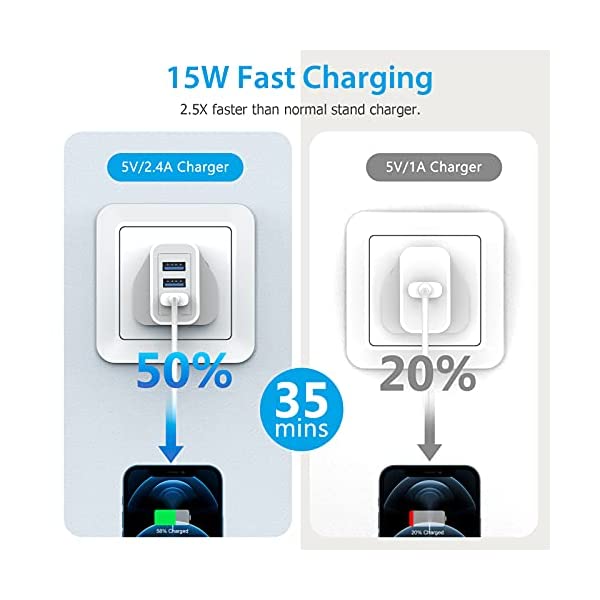 15W Fast Charging
2.5X faster than normal stand charger.
5V/2.4A Charger
5V/1A Charger
50%
20%
35
mins
50% Charged
20% Charged